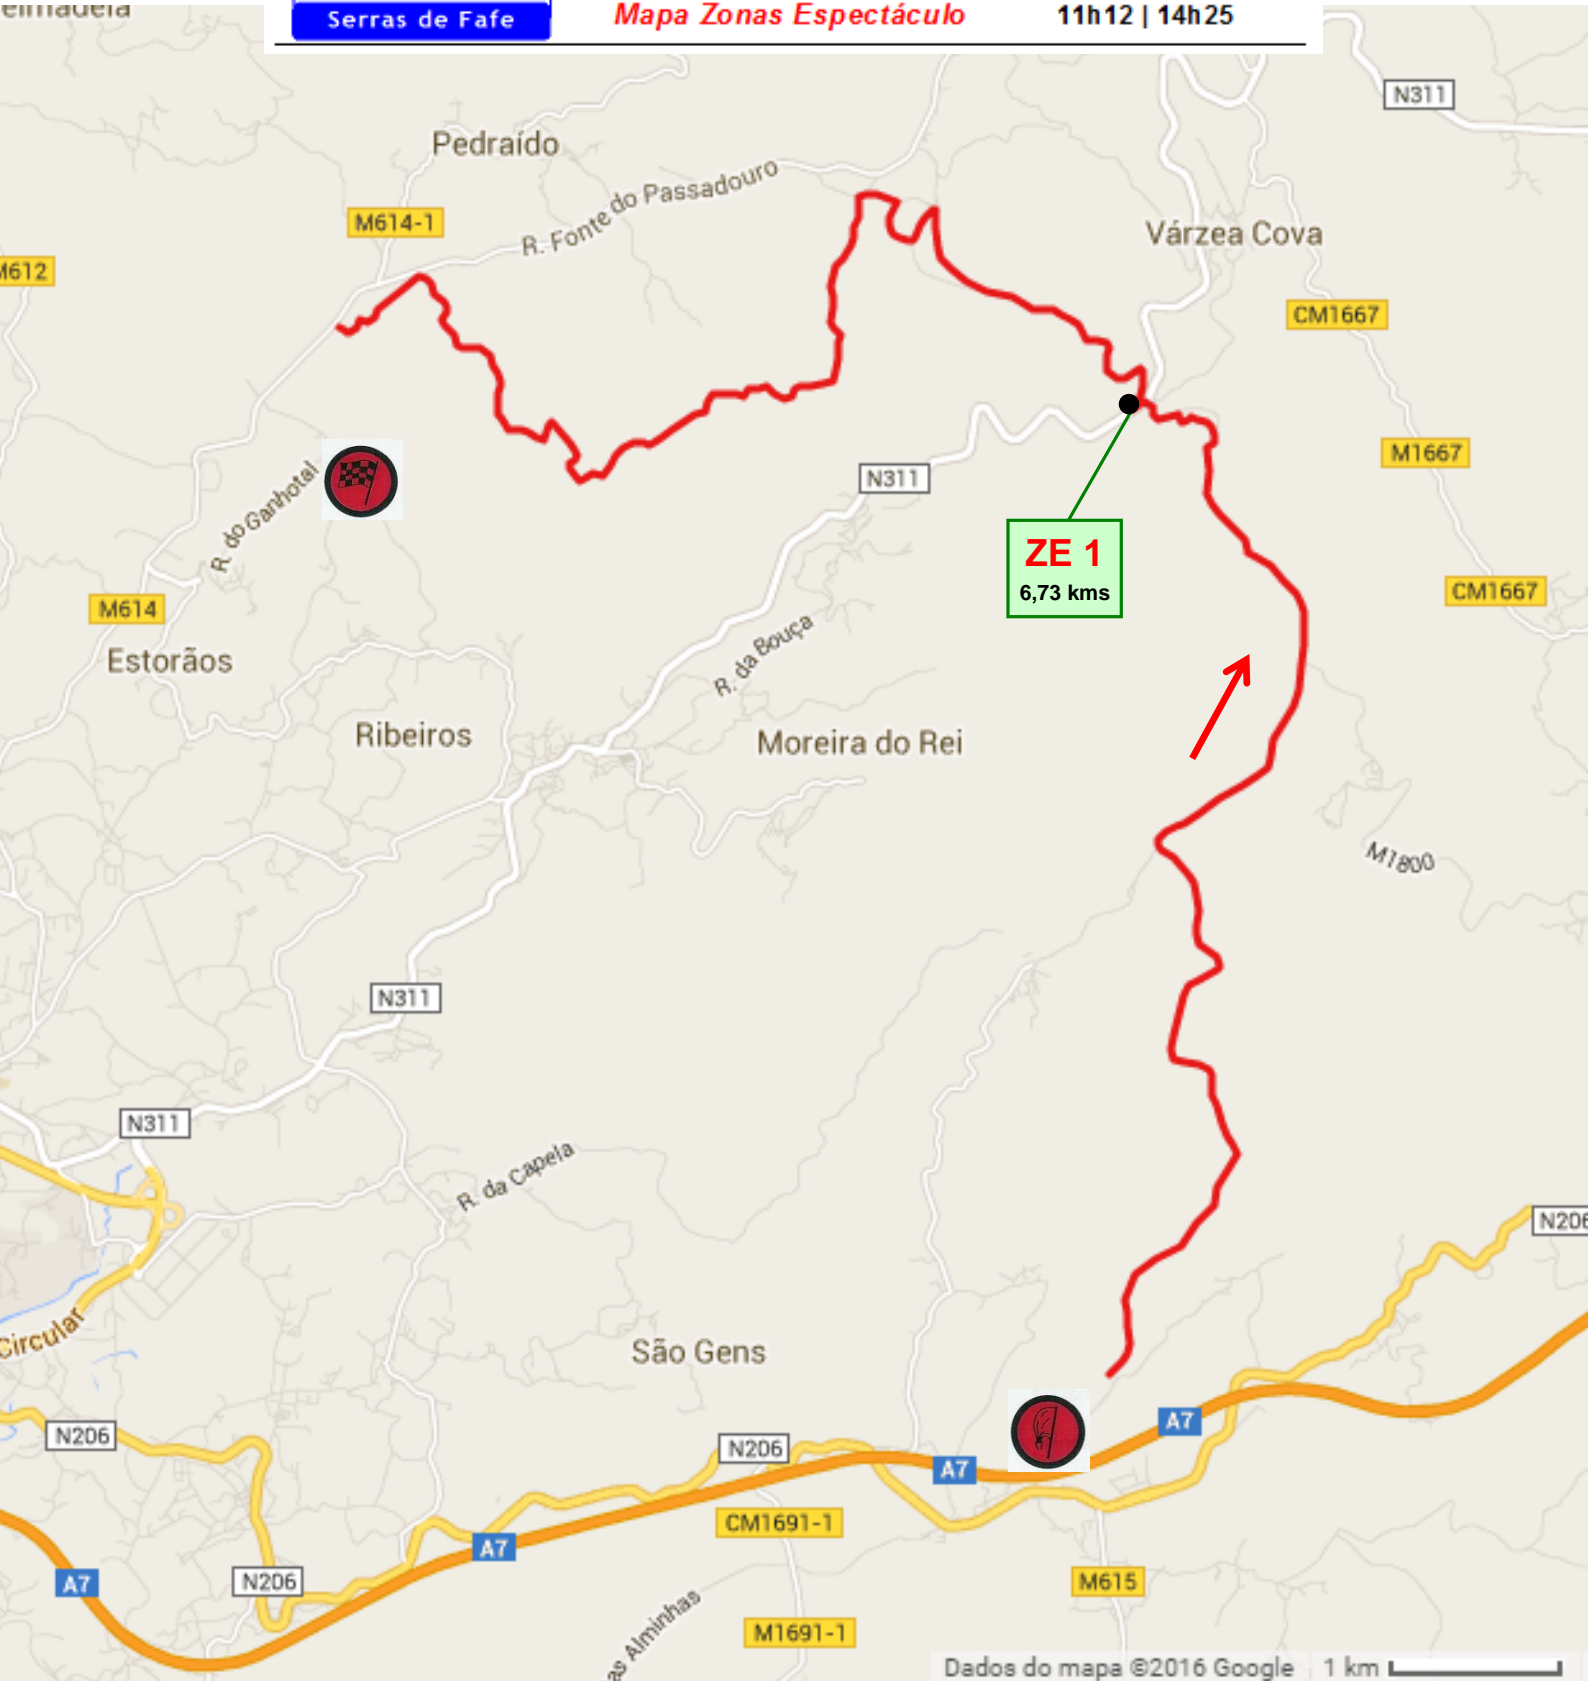 Serras de Fafe
Mapa Zonas Espectáculo
11h12 | 14h25
N311
Pedraído
R. Fonte do Passadouro
M614-1
Várzea Cova
M612
CM1667
M1667
N311
R. do Ganhotal
ZE 1
6,73 kms
CM1667
M614
R. da Bouça
Estorãos
Ribeiros
Moreira do Rei
M1800
N311
N311
R. da Capela
N206
Circular
São Gens
A7
N206
N206
A7
CM1691-1
A7
A7
N206
M615
as Alminhas
M1691-1
Dados do mapa ©2016 Google
1 km